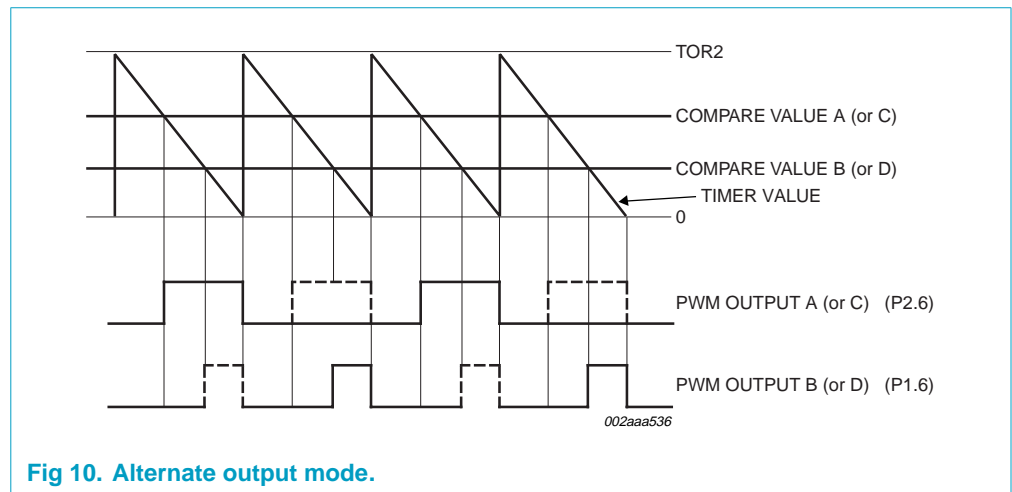 TOR2
COMPARE VALUE A (or C)
COMPARE VALUE B (or D)
TIMER VALUE
0
PWM OUTPUT A (or C) (P2.6)
PWM OUTPUT B (or D) (P1.6)
002aaa536
Fig 10. Alternate output mode.